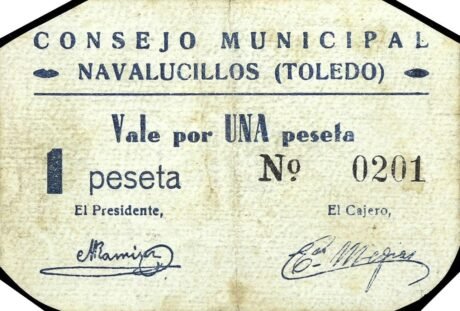 CONSEJO MUNICIPAL
NAVALUCILLOS (TOLEDO)
Vale por UNA peseta
1 peseta Nº 0201
El Presidente, El Cajero,